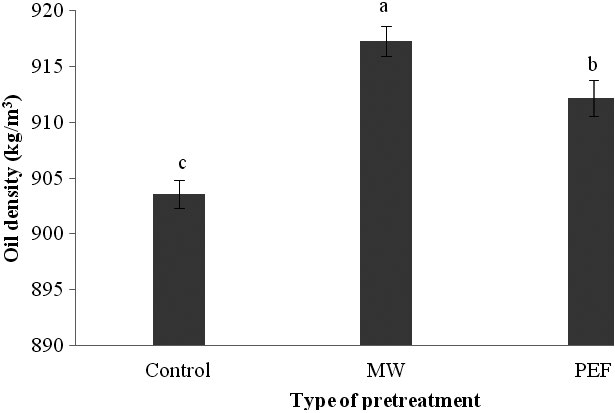 920
915
910
905
900
895
890
Oil density (kg/m³)
c
a
b
Control MW PEF
Type of pretreatment